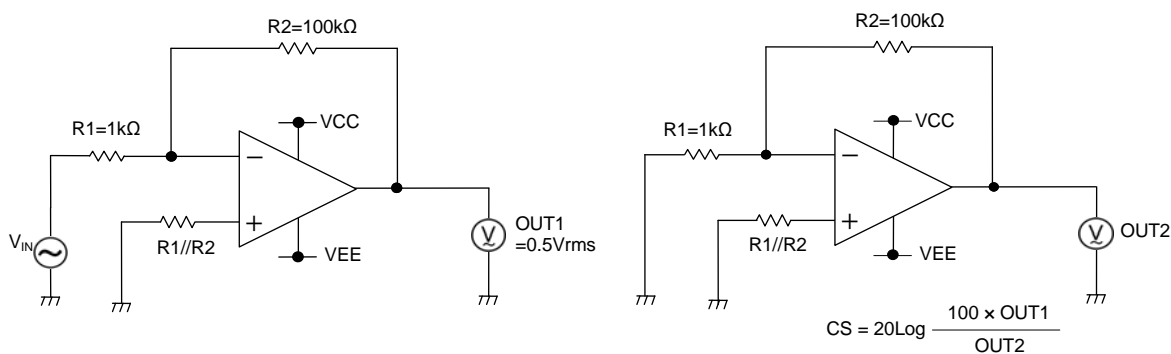 R2=100kΩ
R1=1kΩ
VCC
VIN
R1//R2
VEE
OUT1
=0.5Vrms
R2=100kΩ
R1=1kΩ
VCC
R1//R2
VEE
OUT2
CS = 20Log 100 × OUT1
OUT2